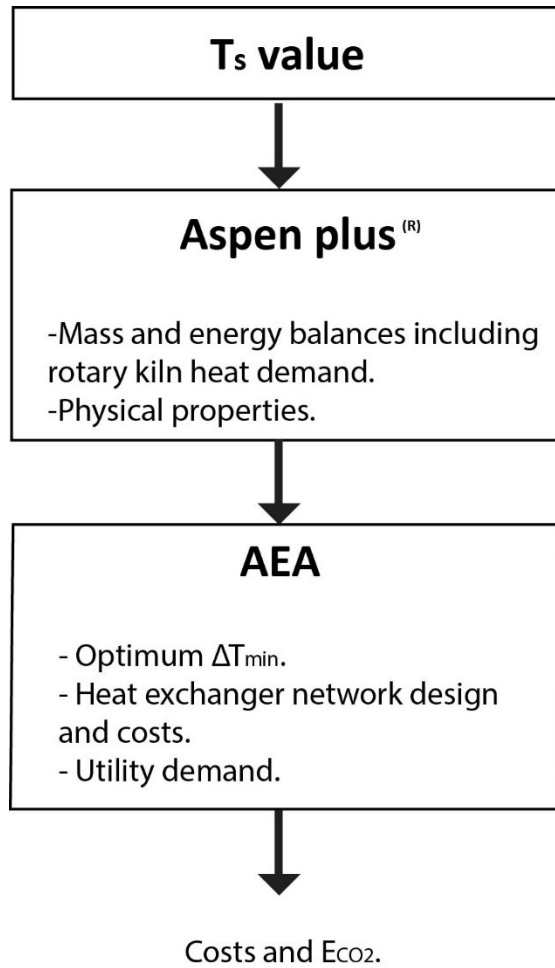 Ts value
Aspen plus (R)
-Mass and energy balances including
rotary kiln heat demand.
-Physical properties.
AEA
- Optimum ΔTmin.
- Heat exchanger network design
and costs.
- Utility demand.
Costs and ECO2.